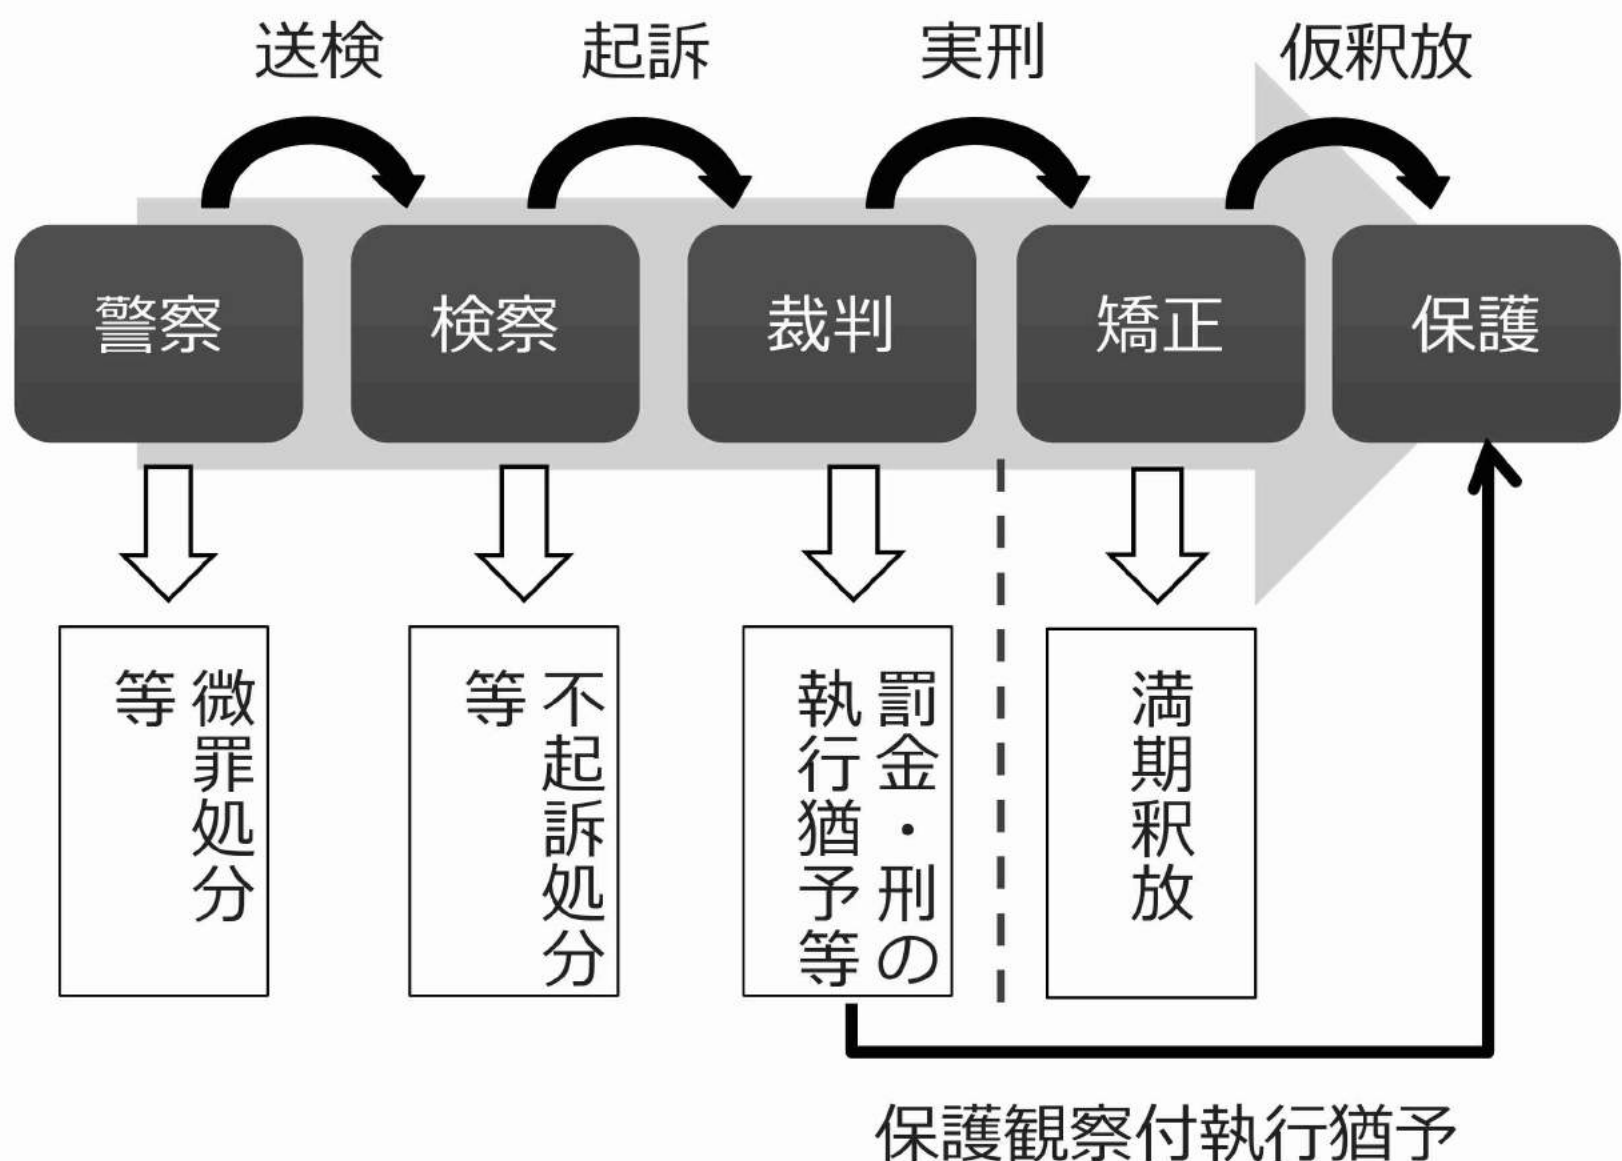 送検
起訴
実刑
仮釈放
警察
検察
裁判
矯正
保護
微罪処分
等
不起訴処分
等
罰金・刑の
執行猶予等
満期釈放
保護観察付執行猶予